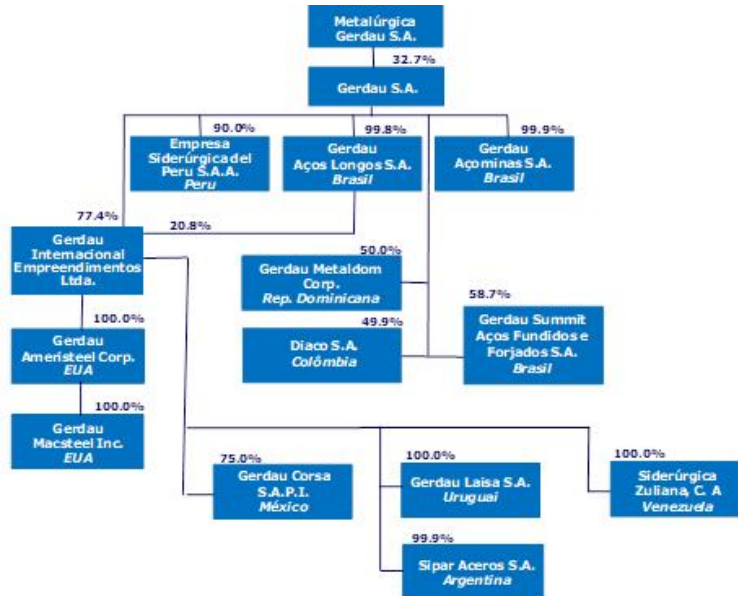 Metalúrgica
Gerdau S.A.
32.7%
Gerdau S.A.
90.0%
99.8%
99.9%
Empresa
Siderúrgica del
Peru S.A.A.
Peru
Gerdau
Aços Longos S.A.
Brasil
Gerdau
Açominas S.A.
Brasil
77.4%
20.8%
Gerdau
Internacional
Empreendimentos
Ltda.
50.0%
Gerdau Metaldom
Corp.
Rep. Dominicana
58.7%
Gerdau Summit
Aços Fundidos e
Forjados S.A.
Brasil
49.9%
Diaco S.A.
Colômbia
100.0%
Gerdau
Ameristeel Corp.
EUA
100.0%
Gerdau
Macsteel Inc.
EUA
75.0%
Gerdau Corsa
S.A.P.I.
México
100.0%
Gerdau Laisa S.A.
Uruguai
100.0%
Siderúrgica
Zuliana, C. A
Venezuela
99.9%
Sipar Aceros S.A.
Argentina